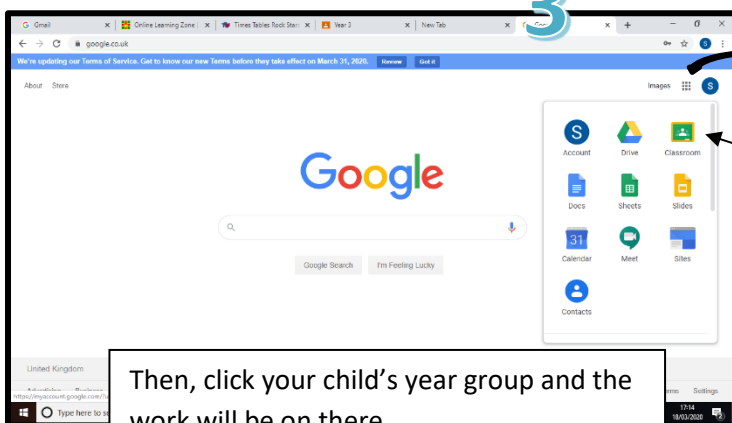 3
Gmail
Online Learning Zone |
Times Tables Rock Star
Year 3
New Tab
google.co.uk
S
We're updating our Terms of Service. Get to know our new Terms before they take effect on March 31, 2020. Review Got it
About Store
Images S
S
Account Drive Classroom
Docs Sheets Slides
31
Calendar Meet Sites
Contacts
Google
Google Search I'm Feeling Lucky
United Kingdom
Settings
Type here to se
17:14
18/03/2020
Then, click your child's year group and the
work will be on there